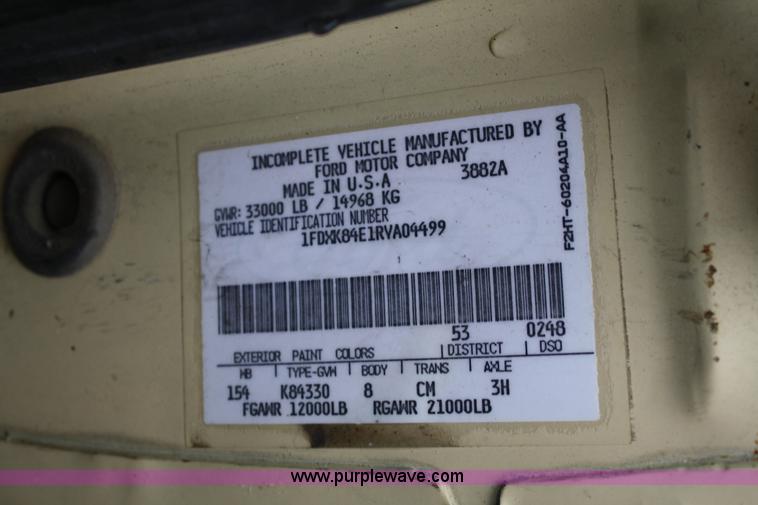 INCOMPLETE VEHICLE MANUFACTURED BY
FORD MOTOR COMPANY
MADE IN U.S.A 3882A
GVWR: 33000 LB / 14968 KG
VEHICLE IDENTIFICATION NUMBER
1FDXK84E1RVA04499
F2HT-60204A10-AA
53 0248
EXTERIOR PAINT COLORS DISTRICT DSO
WB TYPE-GVW BODY TRANS AXLE
154 K84330 8 CM 3H
FGAWR 12000LB RGAWR 21000LB
www.purplewave.com